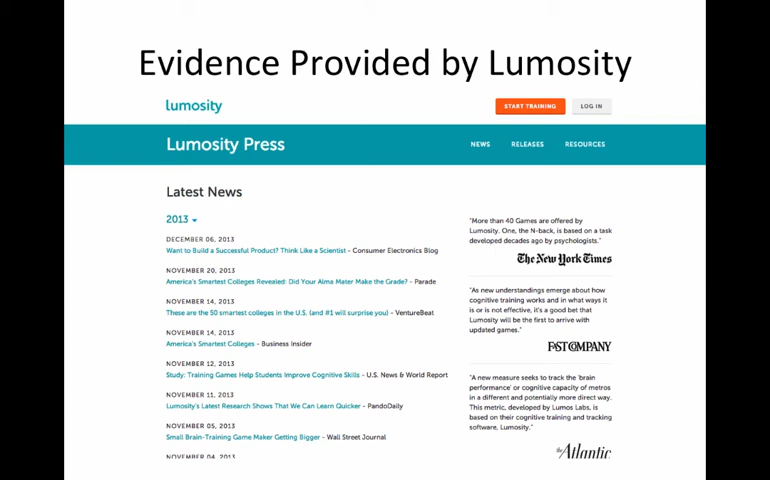 Evidence Provided by Lumosity
lumosity
START TRAINING
LOG IN
Lumosity Press
NEWS
RELEASES
RESOURCES
Latest News
2013
DECEMBER 06, 2013
Want to Build a Successful Product? Think Like a Scientist - Consumer Electronics Blog
NOVEMBER 20, 2013
America's Smartest Colleges Revealed: Did Your Alma Mater Make the Grade? - Parade
NOVEMBER 14, 2013
These are the 50 smartest colleges in the U.S. (and #1 will surprise you) - VentureBeat
NOVEMBER 14, 2013
America's Smartest Colleges - Business Insider
NOVEMBER 12, 2013
Study: Training Games Help Students Improve Cognitive Skills - U.S. News & World Report
NOVEMBER 11, 2013
Lumosity's Latest Research Shows That We Can Learn Quicker - PandoDaily
NOVEMBER 05, 2013
Small Brain-Training Game Maker Getting Bigger - Wall Street Journal
NOVEMBER 04, 2013
"More than 40 Games are offered by
Lumosity. One, the N-back, is based on a task
developed decades ago by psychologists."
The New York Times
"As new understandings emerge about how
cognitive training works and in what ways it
is or is not effective, it's a good bet that
Lumosity will be the first to arrive with
updated games."
FAST COMPANY
"A new measure seeks to track the 'brain
performance' or cognitive capacity of metros
in a different and potentially more direct way.
This metric, developed by Lumos Labs, is
based on their cognitive training and tracking
software, Lumosity."
the Atlantic